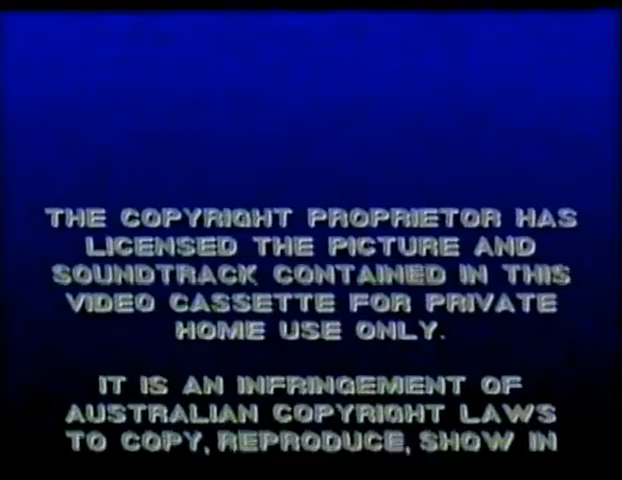 THE COPYRIGHT PROPRIETOR HAS
LICENSED THE PICTURE AND
SOUNDTRACK CONTAINED IN THIS
VIDEO CASSETTE FOR PRIVATE
HOME USE ONLY.
IT IS AN INFRINGEMENT OF
AUSTRALIAN COPYRIGHT LAWS
TO COPY, REPRODUCE, SHOW IN